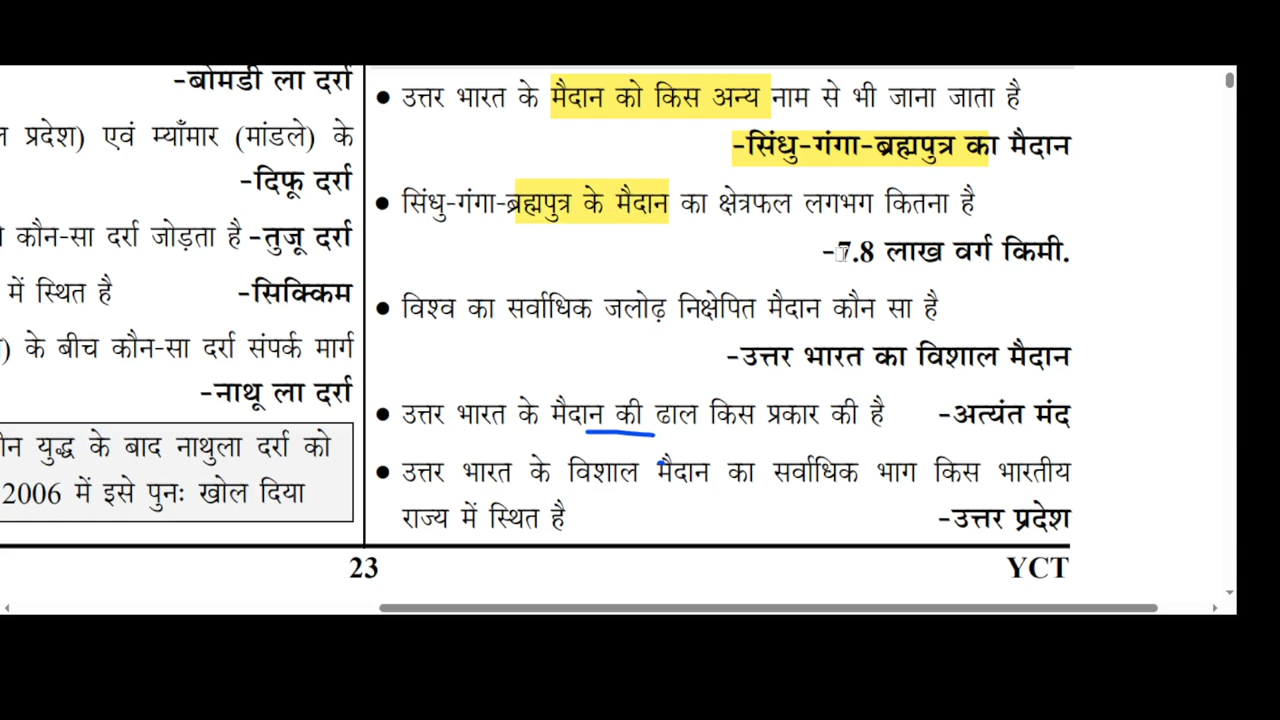 -बोमडी ला दर्रा
ल प्रदेश) एवं म्याँमार (मांडले) के
-दिफू दर्रा
कौन-सा दर्रा जोड़ता है -तुजू दर्रा
में स्थित है -सिक्किम
) के बीच कौन-सा दर्रा संपर्क मार्ग
-नाथू ला दर्रा
ीन युद्ध के बाद नाथुला दर्रा को
2006 में इसे पुनः खोल दिया
● उत्तर भारत के मैदान को किस अन्य नाम से भी जाना जाता है
-सिंधु-गंगा-ब्रह्मपुत्र का मैदान
● सिंधु-गंगा-ब्रह्मपुत्र के मैदान का क्षेत्रफल लगभग कितना है
-7.8 लाख वर्ग किमी.
● विश्व का सर्वाधिक जलोढ़ निक्षेपित मैदान कौन सा है
-उत्तर भारत का विशाल मैदान
● उत्तर भारत के मैदान की ढाल किस प्रकार की है -अत्यंत मंद
● उत्तर भारत के विशाल मैदान का सर्वाधिक भाग किस भारतीय
राज्य में स्थित है -उत्तर प्रदेश
23 YCT